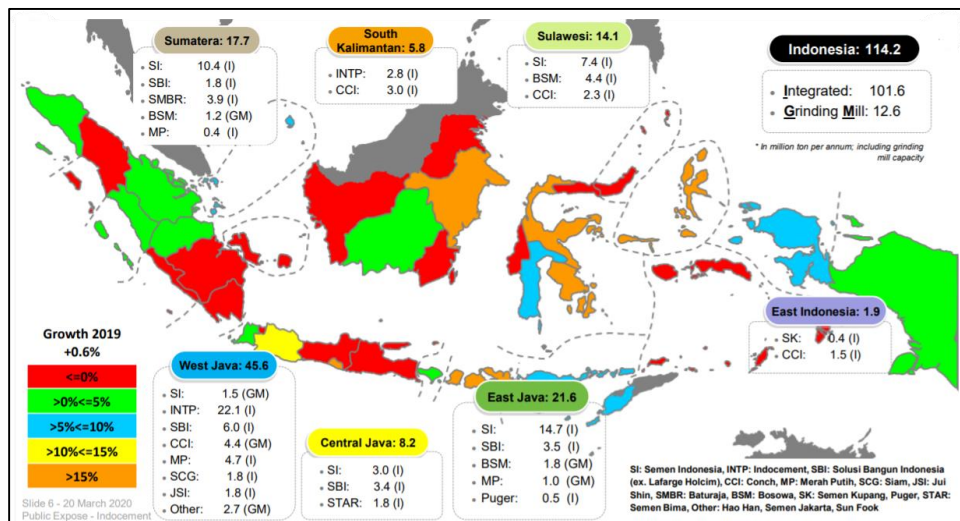 Sumatera: 17.7
• SI: 10.4 (I)
• SBI: 1.8 (I)
• SMBR: 3.9 (I)
• BSM: 1.2 (GM)
• MP: 0.4 (I)
South
Kalimantan: 5.8
• INTP: 2.8 (I)
• CCI: 3.0 (I)
Sulawesi: 14.1
• SI: 7.4 (I)
• BSM: 4.4 (I)
• CCI: 2.3 (I)
Indonesia: 114.2
• Integrated: 101.6
• Grinding Mill: 12.6
* In million ton per annum; including grinding
mill capacity
East Indonesia: 1.9
• SK: 0.4 (I)
• CCI: 1.5 (I)
Growth 2019
+0.6%
<=0%
>0%<=5%
>5%<=10%
>10%<=15%
>15%
West Java: 45.6
• SI: 1.5 (GM)
• INTP: 22.1 (I)
• SBI: 6.0 (I)
• CCI: 4.4 (GM)
• MP: 4.7 (I)
• SCG: 1.8 (I)
• JSI: 1.8 (I)
• Other: 2.7 (GM)
Central Java: 8.2
• SI: 3.0 (I)
• SBI: 3.4 (I)
• STAR: 1.8 (I)
East Java: 21.6
• SI: 14.7 (I)
• SBI: 3.5 (I)
• BSM: 1.8 (GM)
• MP: 1.0 (GM)
• Puger: 0.5 (I)
SI: Semen Indonesia, INTP: Indocement, SBI: Solusi Bangun Indonesia
(ex. Lafarge Holcim), CCI: Conch, MP: Merah Putih, SCG: Siam, JSI: Jui
Shin, SMBR: Baturaja, BSM: Bosowa, SK: Semen Kupang, Puger, STAR:
Semen Bima, Other: Hao Han, Semen Jakarta, Sun Fook
Slide 6 - 20 March 2020
Public Expose - Indocement